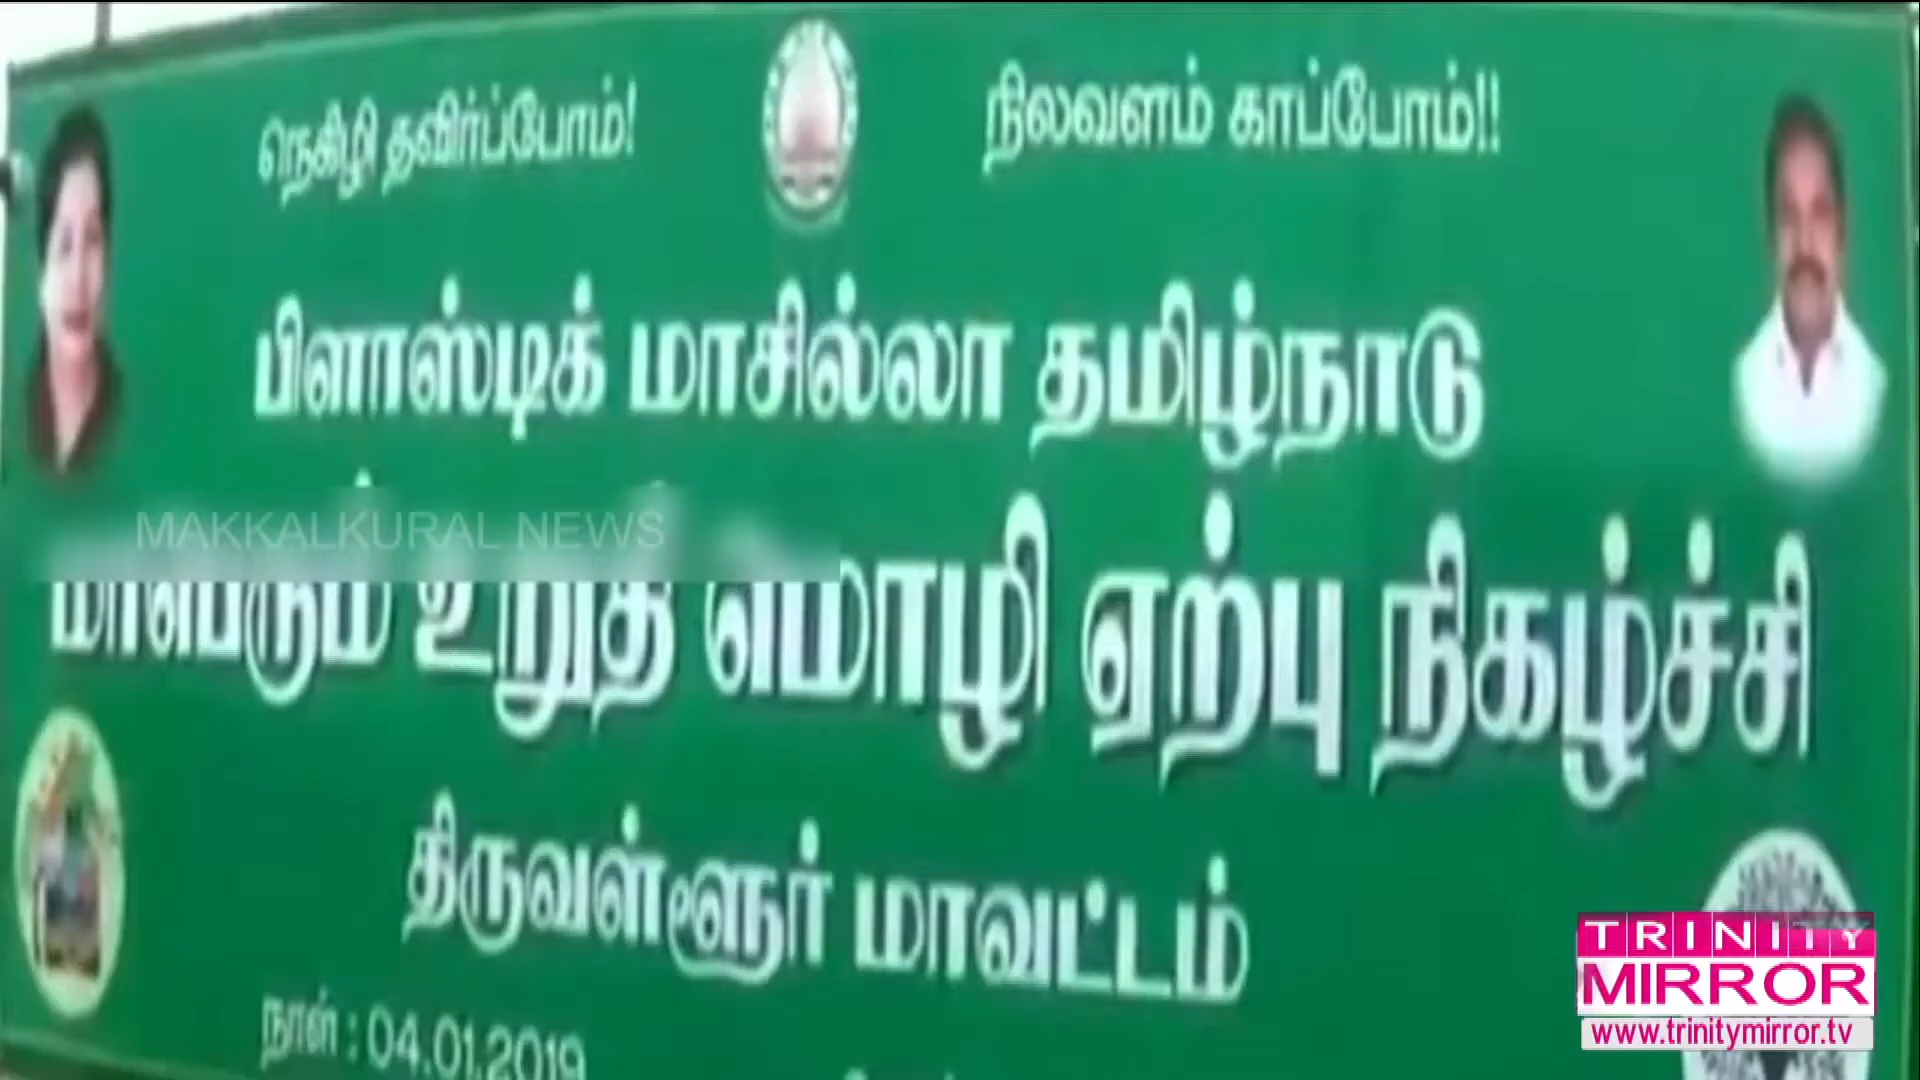 நெகிழி தவிர்ப்போம்! நிலவளம் காப்போம்!!
பிளாஸ்டிக் மாசில்லா தமிழ்நாடு
MAKKALKURAL NEWS
மாபெரும் உறுதி மொழி ஏற்பு நிகழ்ச்சி
திருவள்ளூர் மாவட்டம்
நாள் : 04.01.2019
TRINITY
MIRROR
www.trinitymirror.tv